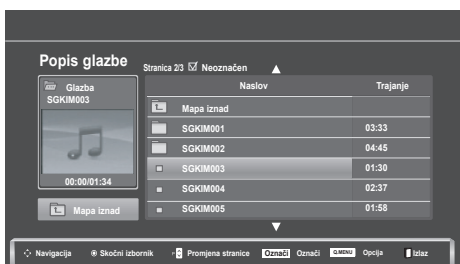 Popis glazbe Stranica 2/3 Neoznačen
Glazba
SGKIM003
00:00/01:34
Mapa iznad
Naslov Trajanje
Mapa iznad
SGKIM001 03:33
SGKIM002 04:45
SGKIM003 01:30
SGKIM004 02:37
SGKIM005 01:58
Navigacija Skočni izbornik Promjena stranice Označi Označi Q.MENU Opcija Izlaz